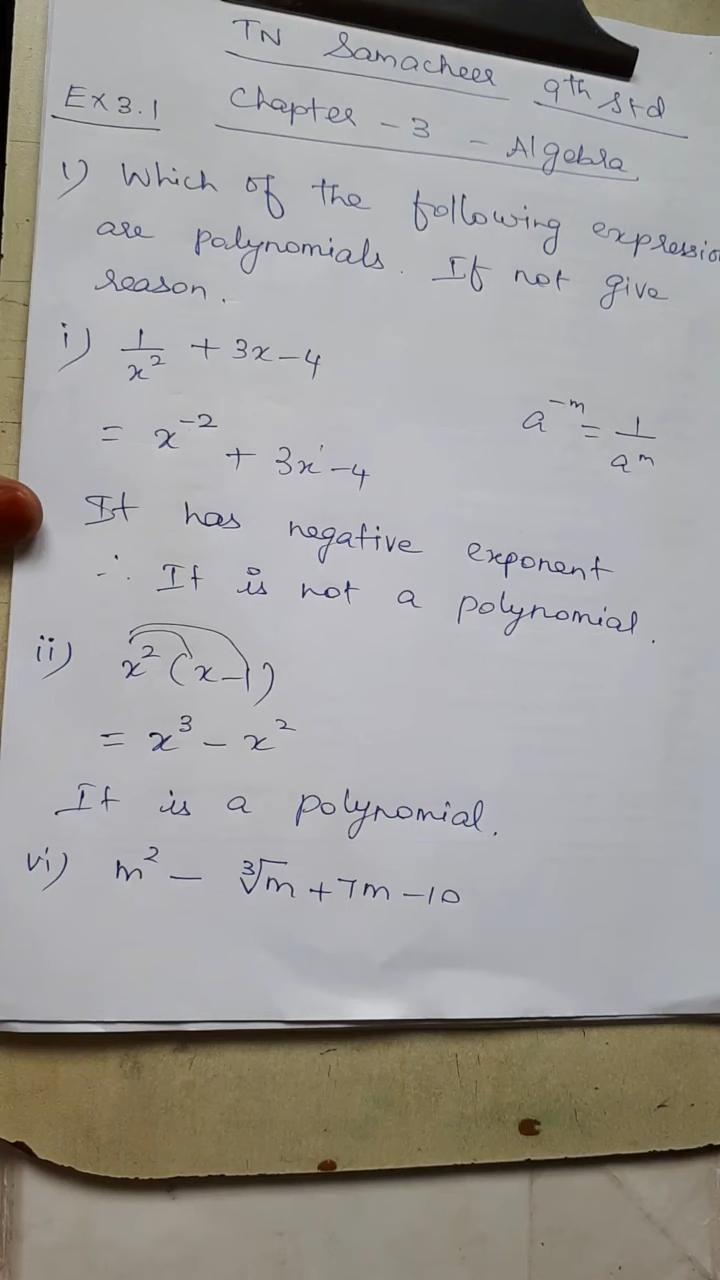 TN Samacheer 9th std
Ex 3.1 Chapter - 3 - Algebra
1) Which of the following expressio
are polynomials. If not give
reason.
i) 1/x² + 3x - 4
= x⁻² + 3x¹ - 4
a⁻ᵐ = 1/aᵐ
It has negative exponent
∴ It is not a polynomial.
ii) x² (x - 1)
= x³ - x²
It is a polynomial.
vi) m² - ∛m + 7m - 10